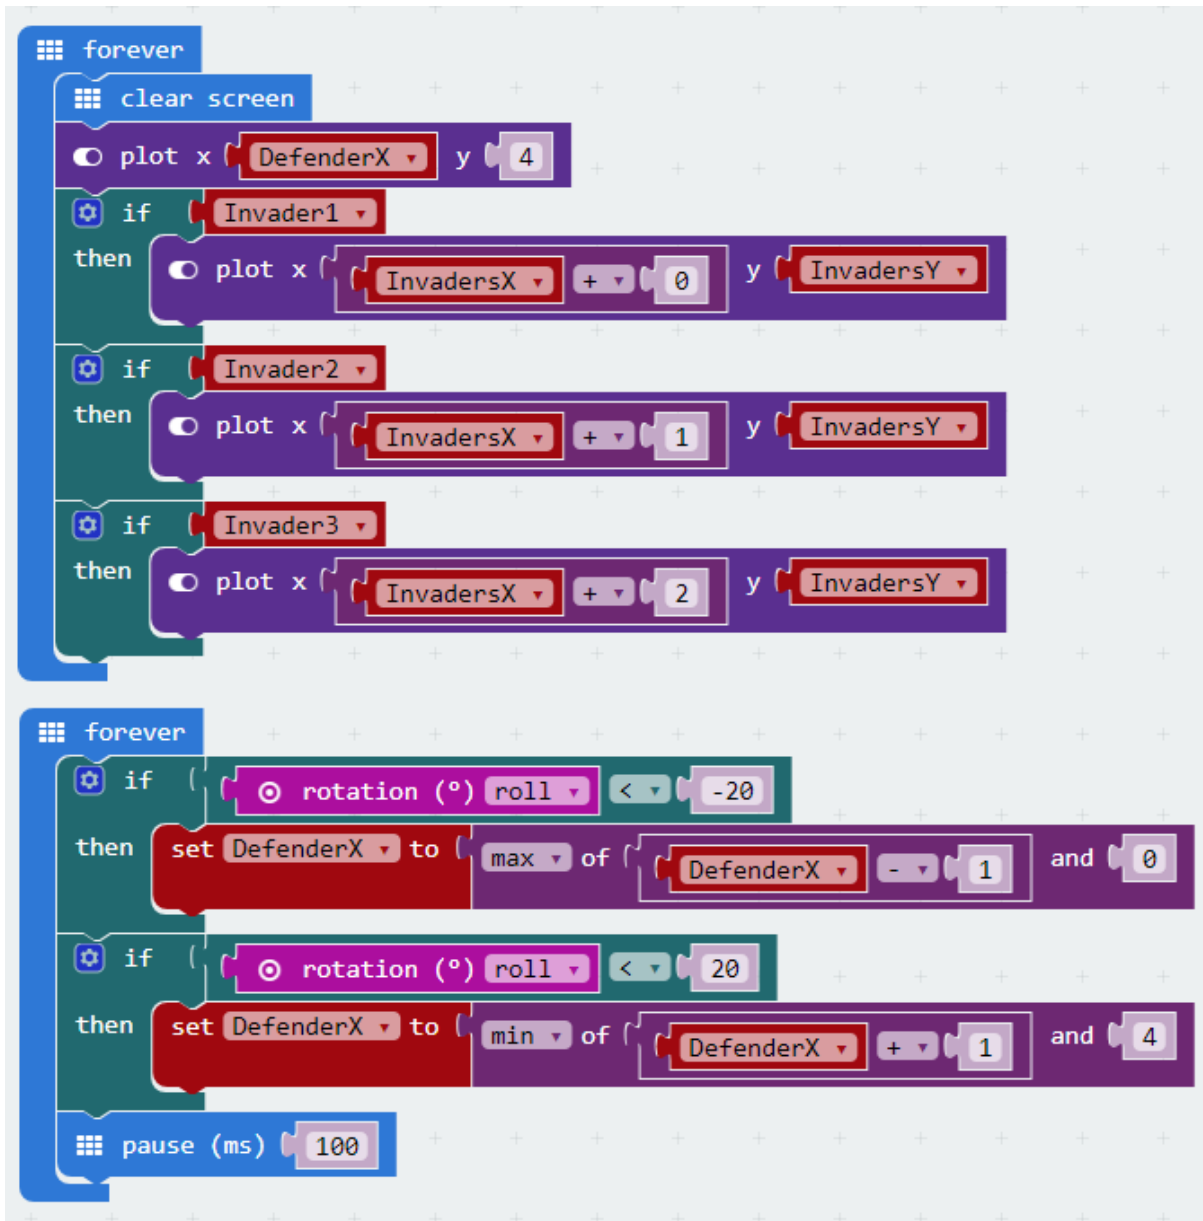 forever
clear screen
plot x DefenderX y 4
if Invader1
then plot x InvadersX + 0 y InvadersY
if Invader2
then plot x InvadersX + 1 y InvadersY
if Invader3
then plot x InvadersX + 2 y InvadersY
forever
if rotation (º) roll < -20
then set DefenderX to max of DefenderX - 1 and 0
if rotation (º) roll < 20
then set DefenderX to min of DefenderX + 1 and 4
pause (ms) 100